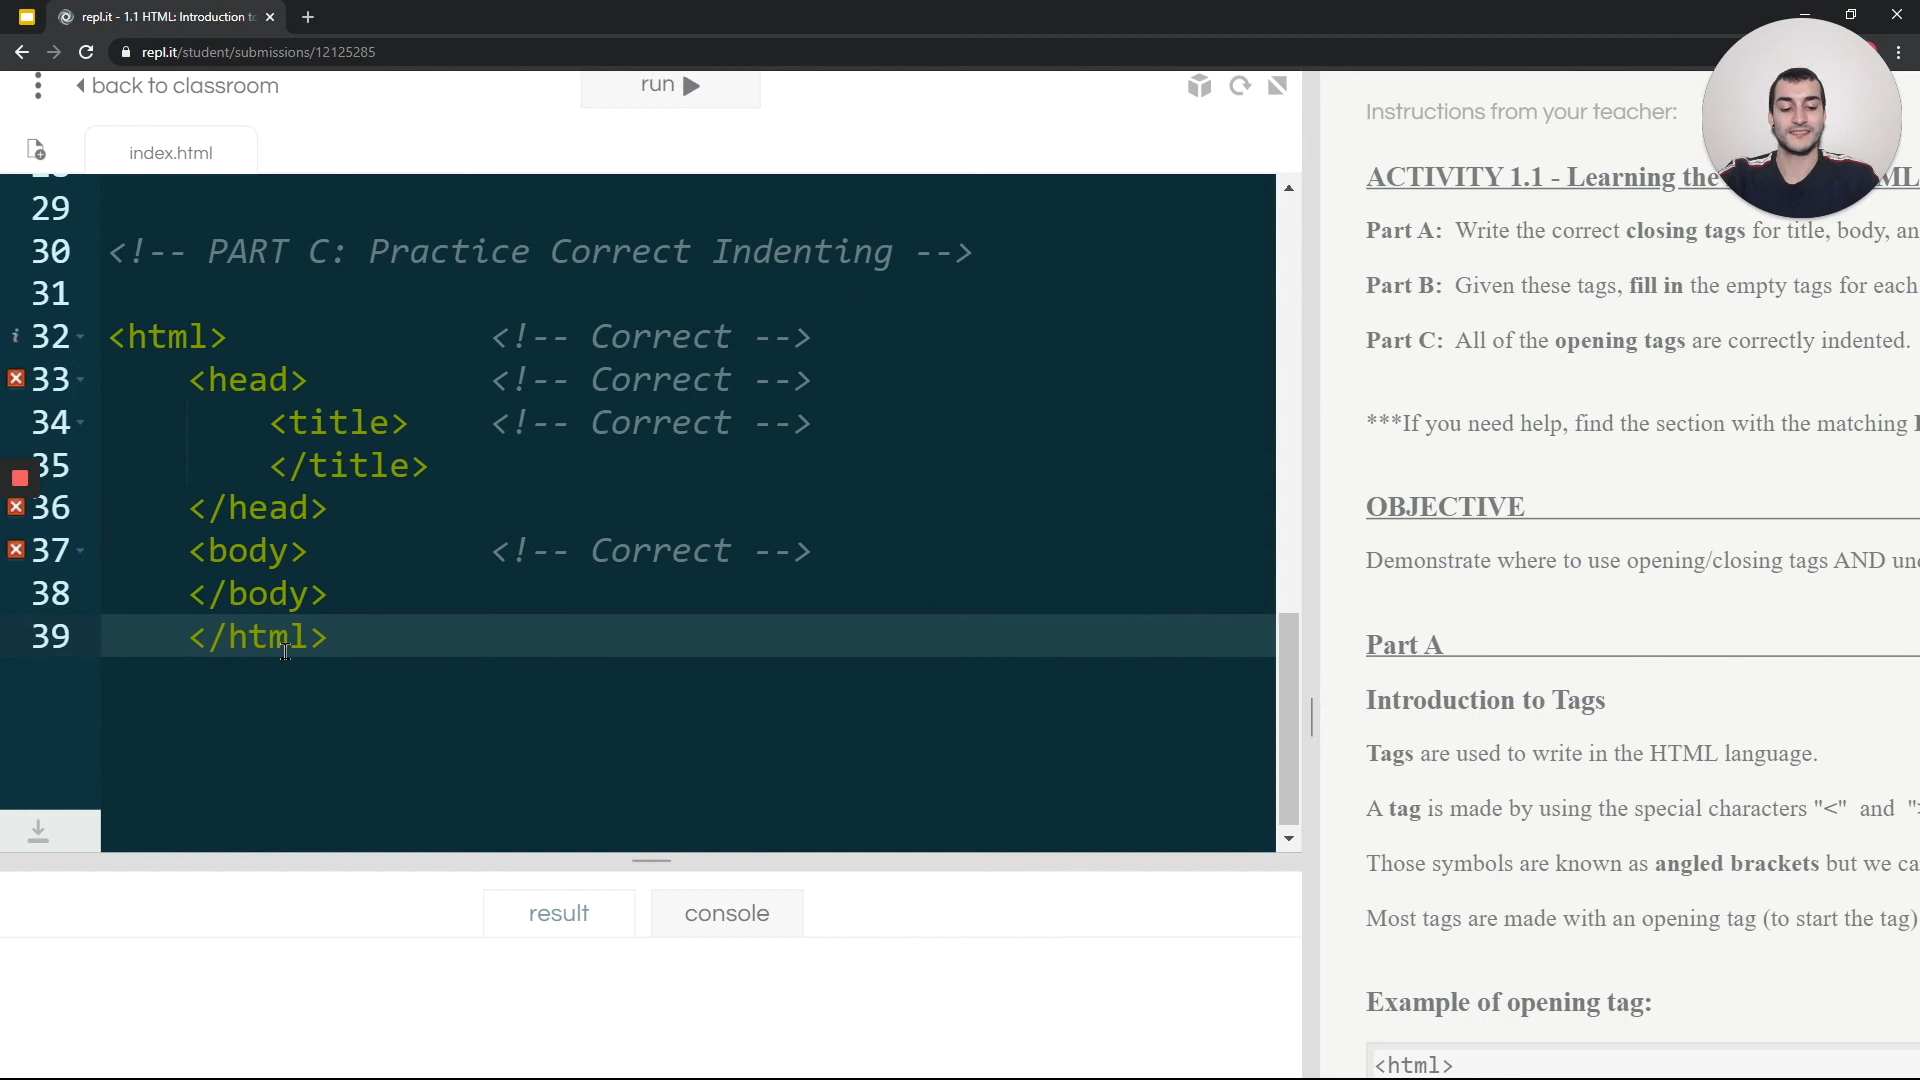 repl.it - 1.1 HTML: Introduction to
repl.it/student/submissions/12125285
back to classroom
run
index.html
29
30 <!-- PART C: Practice Correct Indenting -->
31
32 <html> <!-- Correct -->
33 <head> <!-- Correct -->
34 <title> <!-- Correct -->
35 </title>
36 </head>
37 <body> <!-- Correct -->
38 </body>
39 </html>
result
console
Instructions from your teacher:
ACTIVITY 1.1 - Learning the ML
Part A: Write the correct closing tags for title, body, an
Part B: Given these tags, fill in the empty tags for each
Part C: All of the opening tags are correctly indented.
***If you need help, find the section with the matching
OBJECTIVE
Demonstrate where to use opening/closing tags AND un
Part A
Introduction to Tags
Tags are used to write in the HTML language.
A tag is made by using the special characters "<" and ">
Those symbols are known as angled brackets but we ca
Most tags are made with an opening tag (to start the tag)
Example of opening tag:
<html>